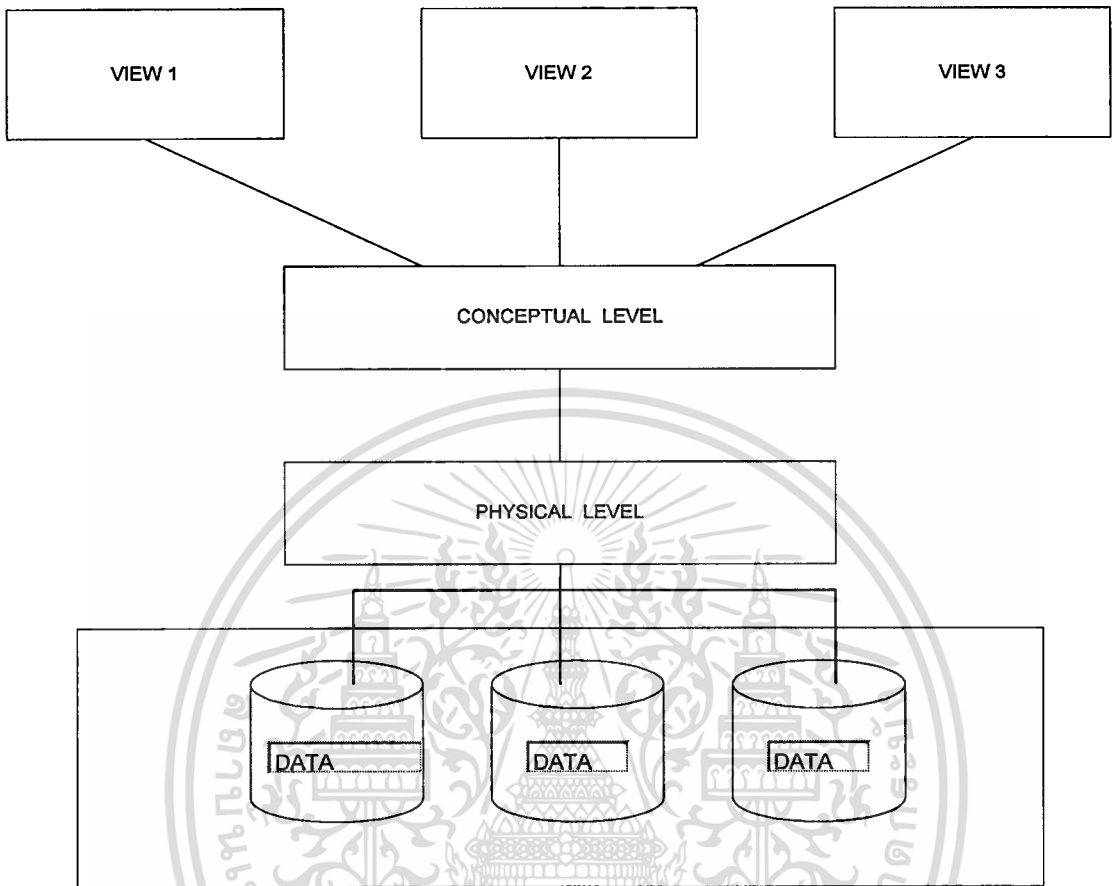 VIEW 1
VIEW 2
VIEW 3
CONCEPTUAL LEVEL
PHYSICAL LEVEL
DATA
DATA
DATA